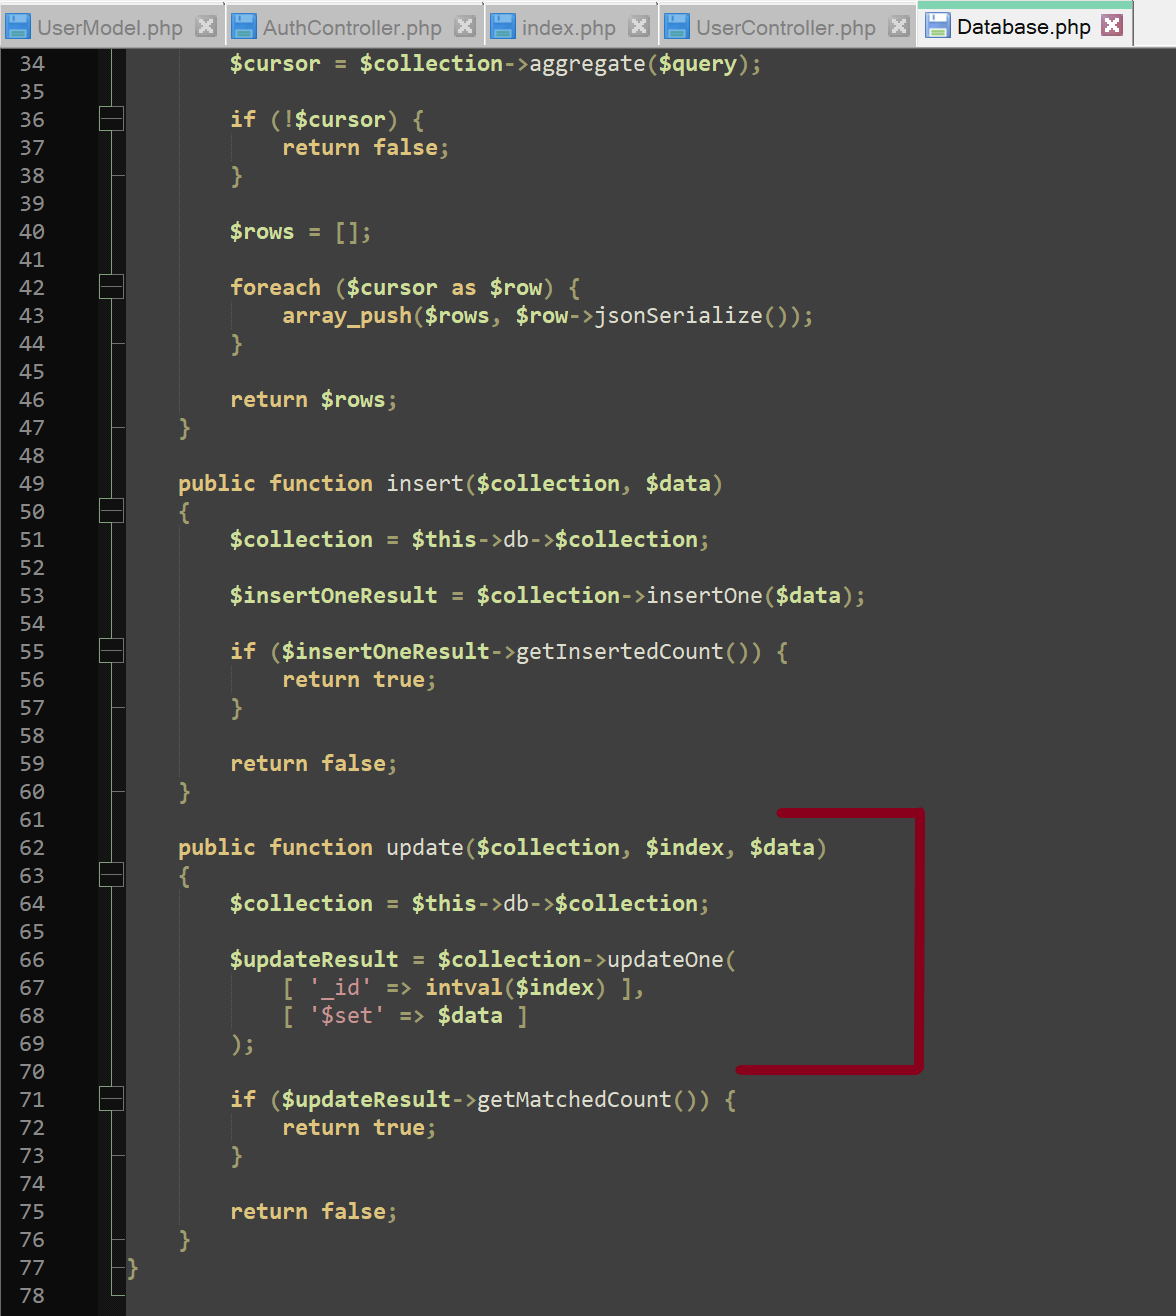 UserModel.php AuthController.php index.php UserController.php Database.php
34 $cursor = $collection->aggregate($query);
35
36 if (!$cursor) {
37 return false;
38 }
39
40 $rows = [];
41
42 foreach ($cursor as $row) {
43 array_push($rows, $row->jsonSerialize());
44 }
45
46 return $rows;
47 }
48
49 public function insert($collection, $data)
50 {
51 $collection = $this->db->$collection;
52
53 $insertOneResult = $collection->insertOne($data);
54
55 if ($insertOneResult->getInsertedCount()) {
56 return true;
57 }
58
59 return false;
60 }
61
62 public function update($collection, $index, $data)
63 {
64 $collection = $this->db->$collection;
65
66 $updateResult = $collection->updateOne(
67 [ '_id' => intval($index) ],
68 [ '$set' => $data ]
69 );
70
71 if ($updateResult->getMatchedCount()) {
72 return true;
73 }
74
75 return false;
76 }
77 }
78